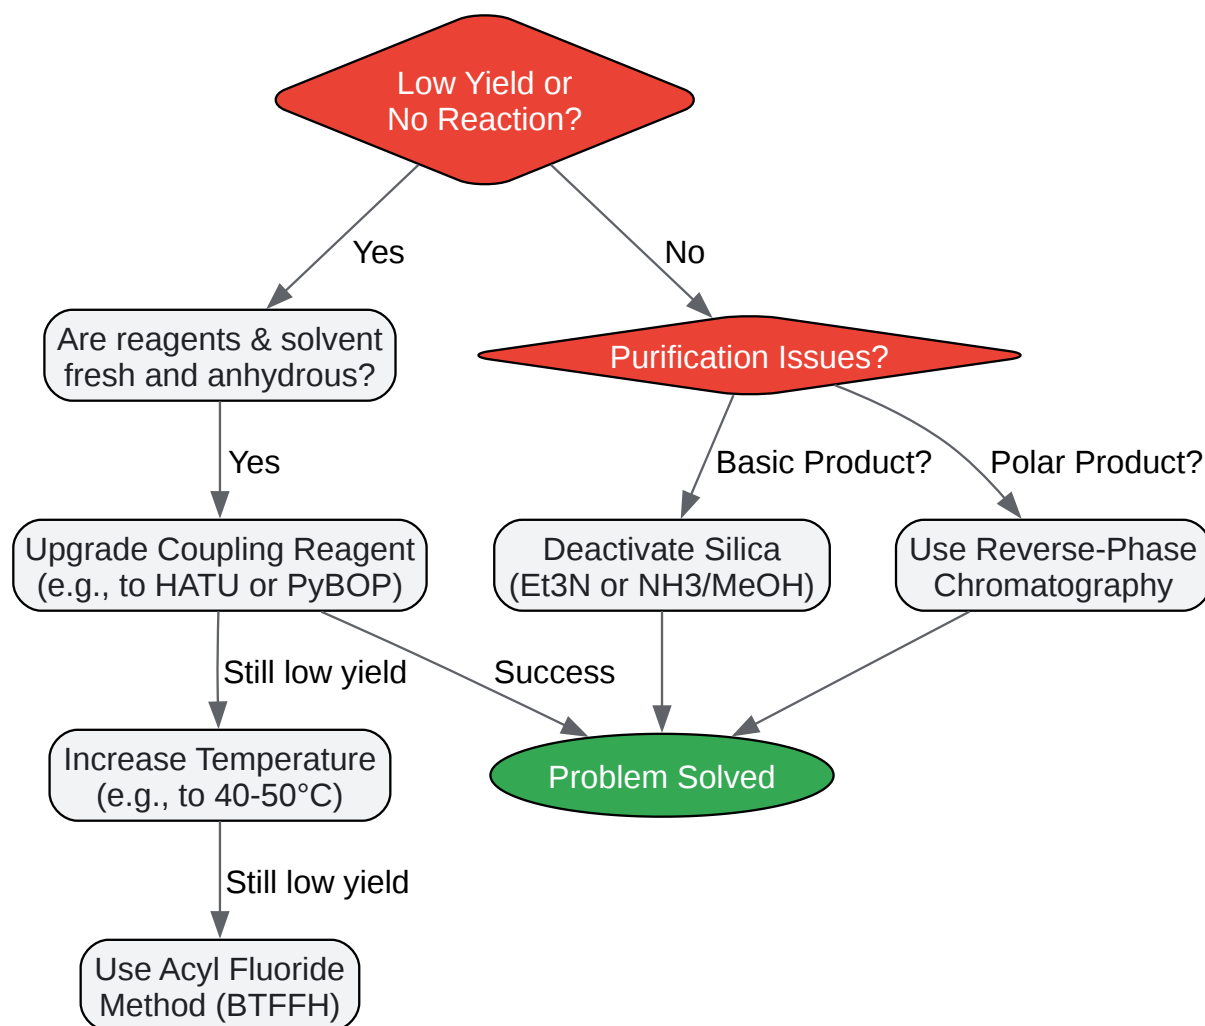 Low Yield or
No Reaction?
Yes
No
Are reagents & solvent
fresh and anhydrous?
Purification Issues?
Yes
Basic Product?
Polar Product?
Upgrade Coupling Reagent
(e.g., to HATU or PyBOP)
Deactivate Silica
(Et3N or NH3/MeOH)
Use Reverse-Phase
Chromatography
Still low yield
Success
Increase Temperature
(e.g., to 40-50°C)
Problem Solved
Still low yield
Use Acyl Fluoride
Method (BTFFH)